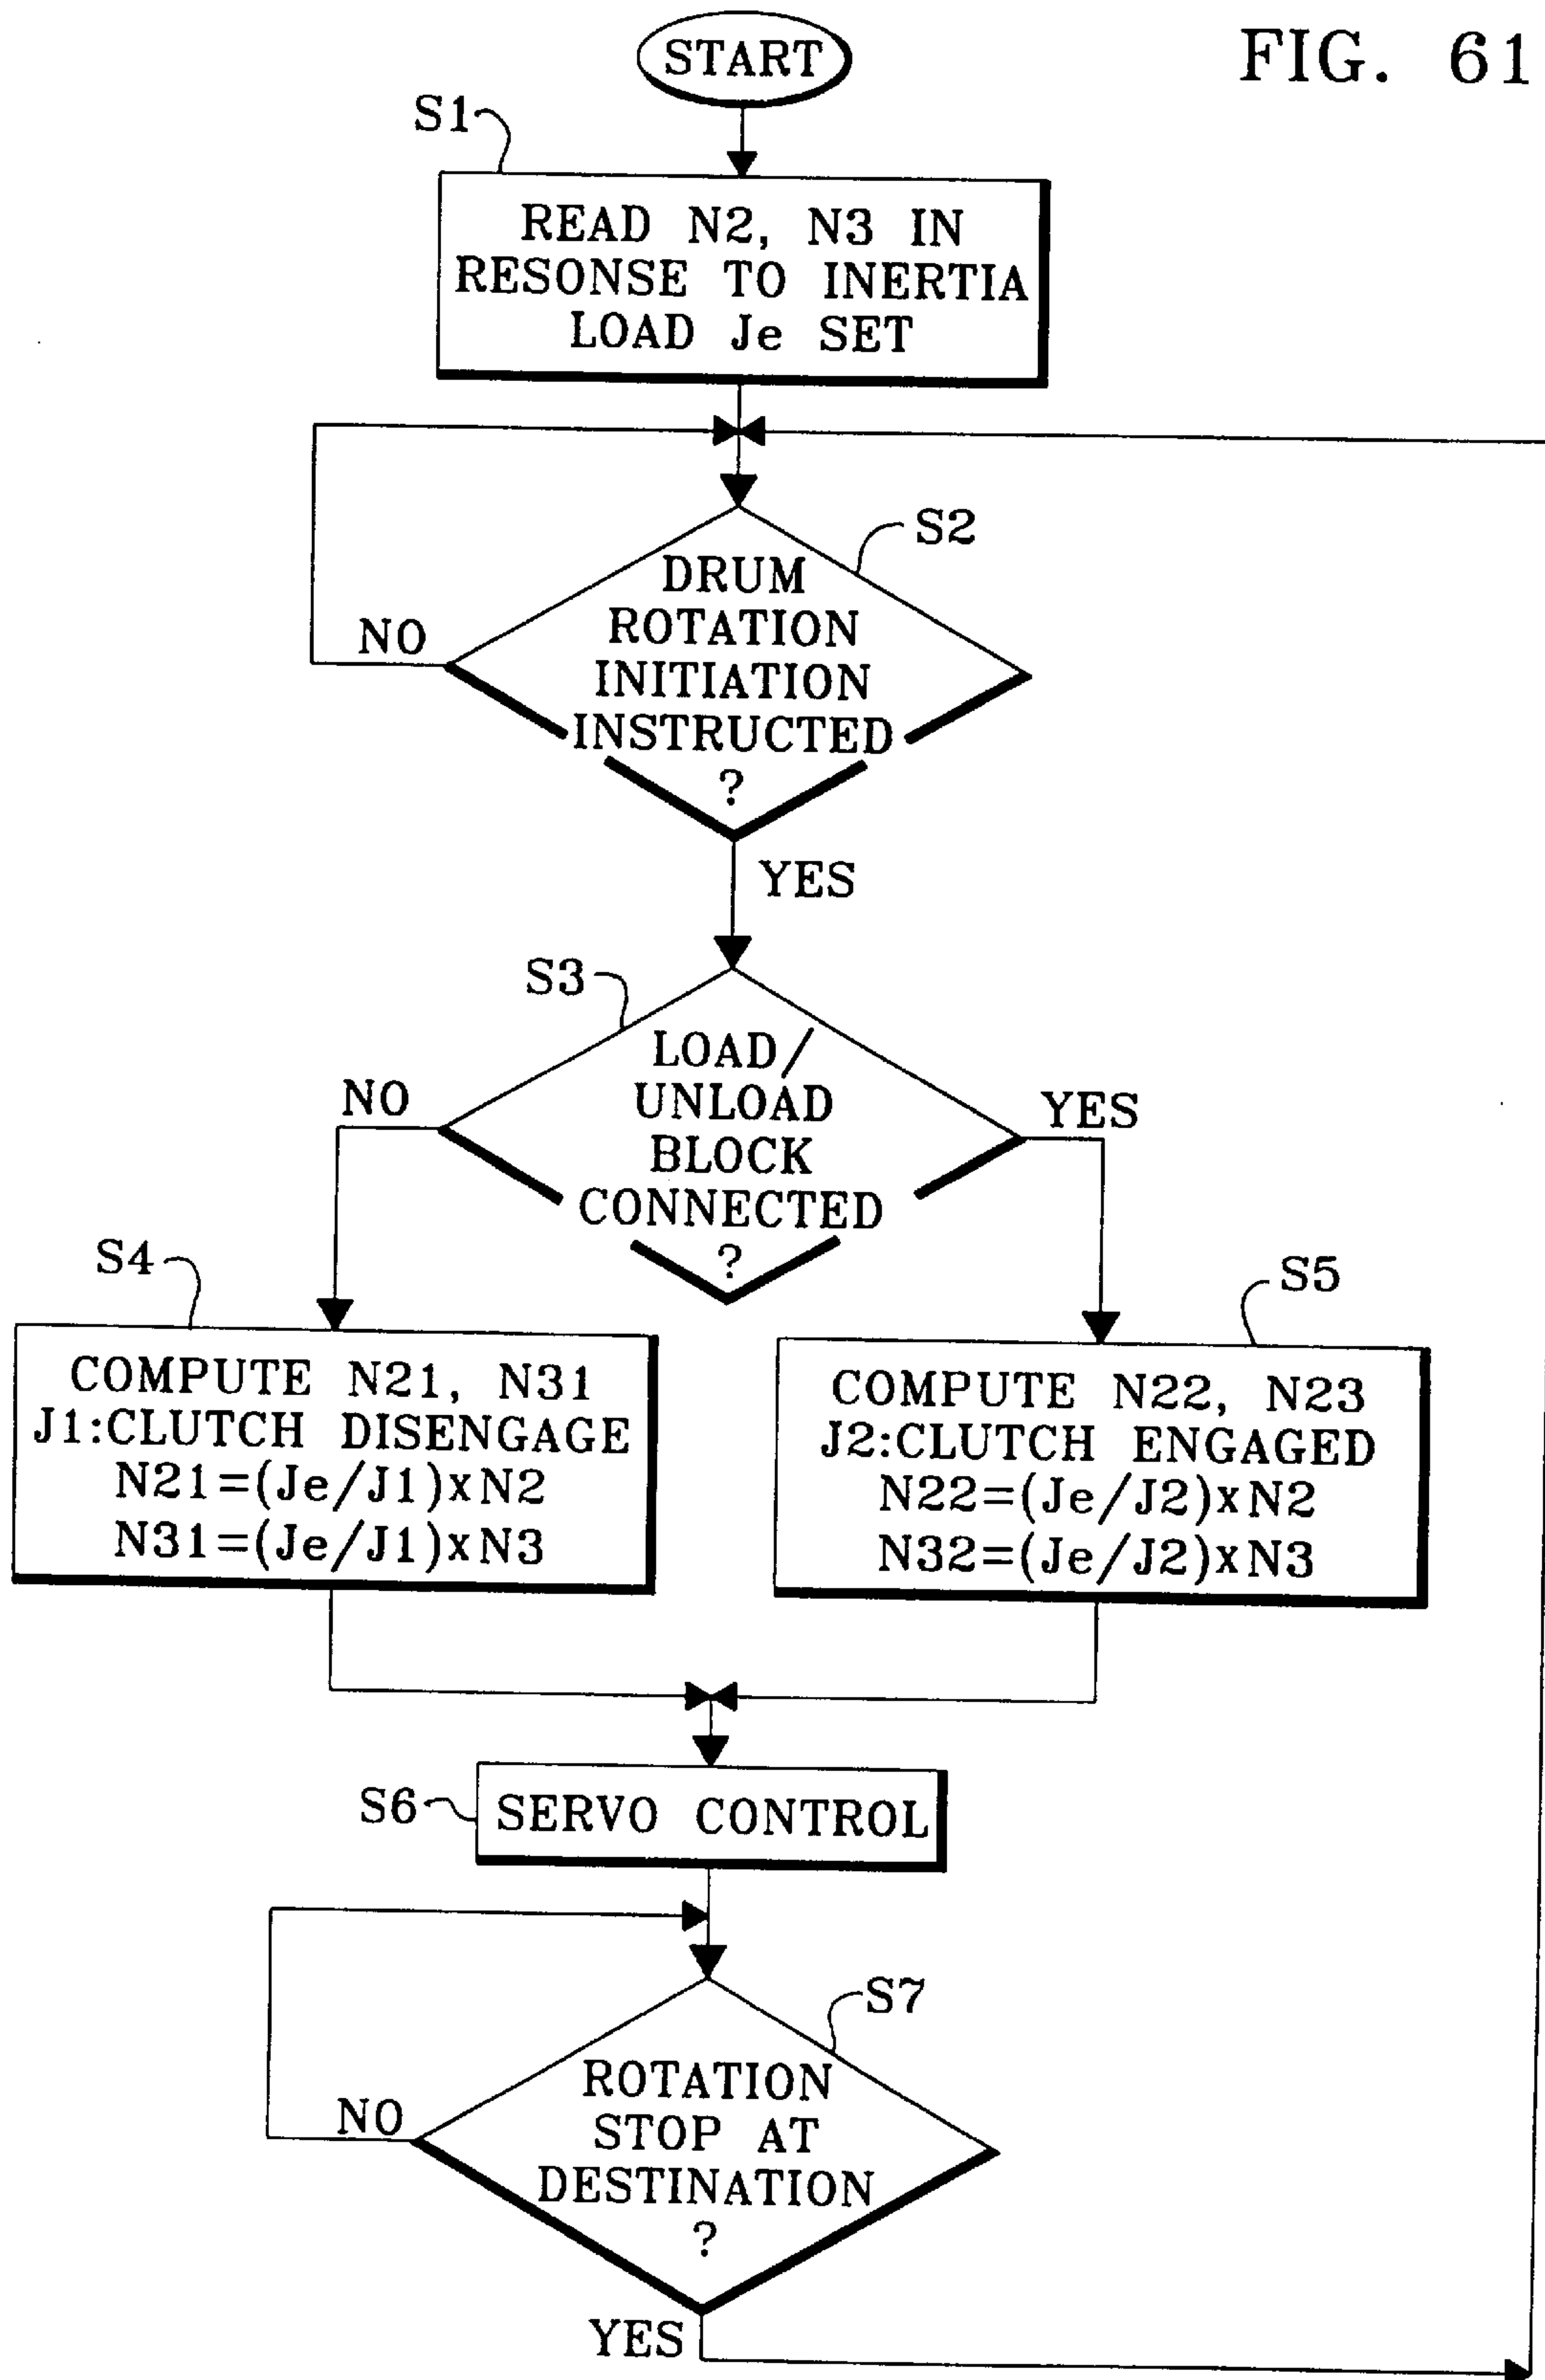 FIG. 61
START
S1
READ N2, N3 IN
RESONSE TO INERTIA
LOAD Je SET
S2
DRUM
ROTATION
INITIATION
INSTRUCTED
?
NO
YES
S3
LOAD/
UNLOAD
BLOCK
CONNECTED
?
NO
YES
S4
COMPUTE N21, N31
J1:CLUTCH DISENGAGE
N21=(Je/J1)xN2
N31=(Je/J1)xN3
S5
COMPUTE N22, N23
J2:CLUTCH ENGAGED
N22=(Je/J2)xN2
N32=(Je/J2)xN3
S6
SERVO CONTROL
S7
ROTATION
STOP AT
DESTINATION
?
NO
YES